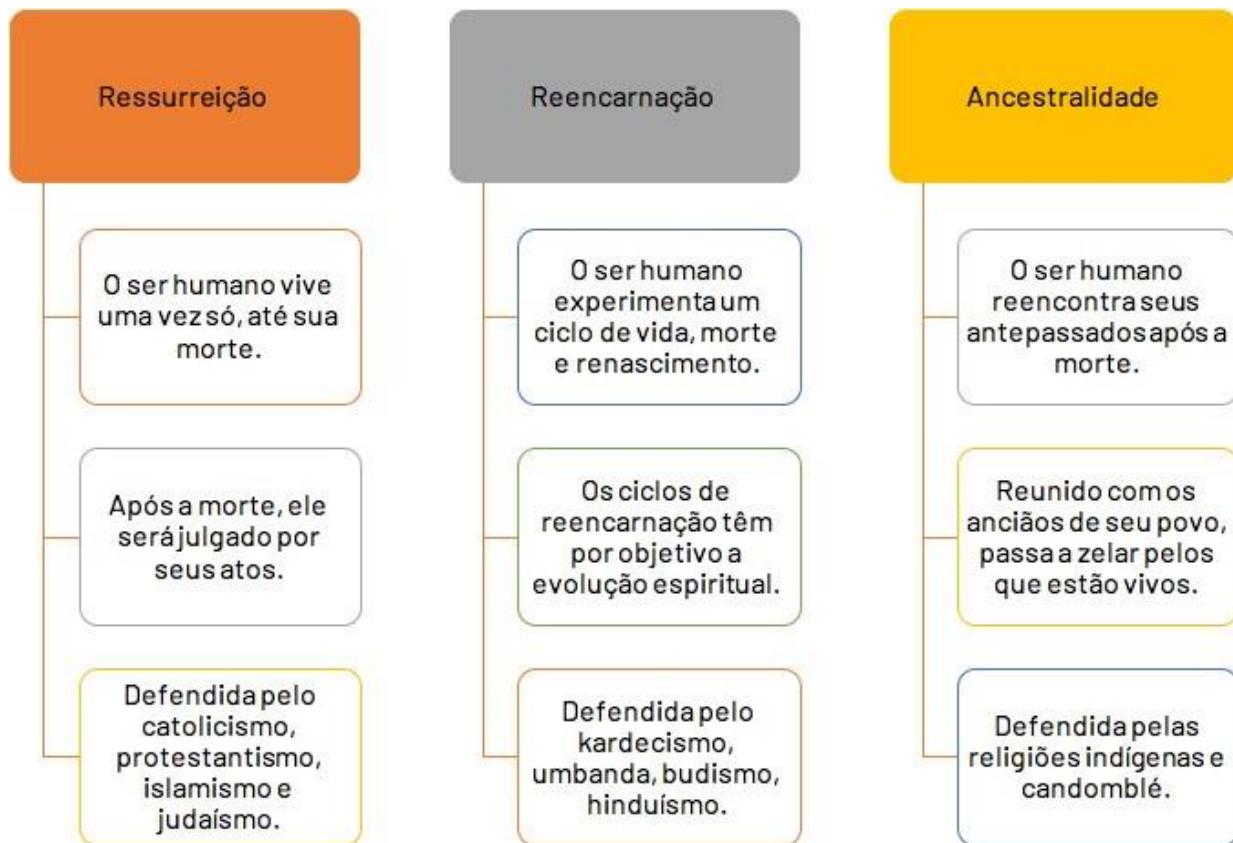 Ressurreição
O ser humano vive
uma vez só, até sua
morte.
Após a morte, ele
será julgado por
seus atos.
Defendida pelo
catolicismo,
protestantismo,
islamismo e
judaísmo.
Reencarnação
O ser humano
experimenta um
ciclo de vida, morte
e renascimento.
Os ciclos de
reencarnação têm
por objetivo a
evolução espiritual.
Defendida pelo
kardecismo,
umbanda, budismo,
hinduísmo.
Ancestralidade
O ser humano
reencontra seus
antepassados após a
morte.
Reunido com os
anciãos de seu povo,
passa a zelar pelos
que estão vivos.
Defendida pelas
religiões indígenas e
candomblé.